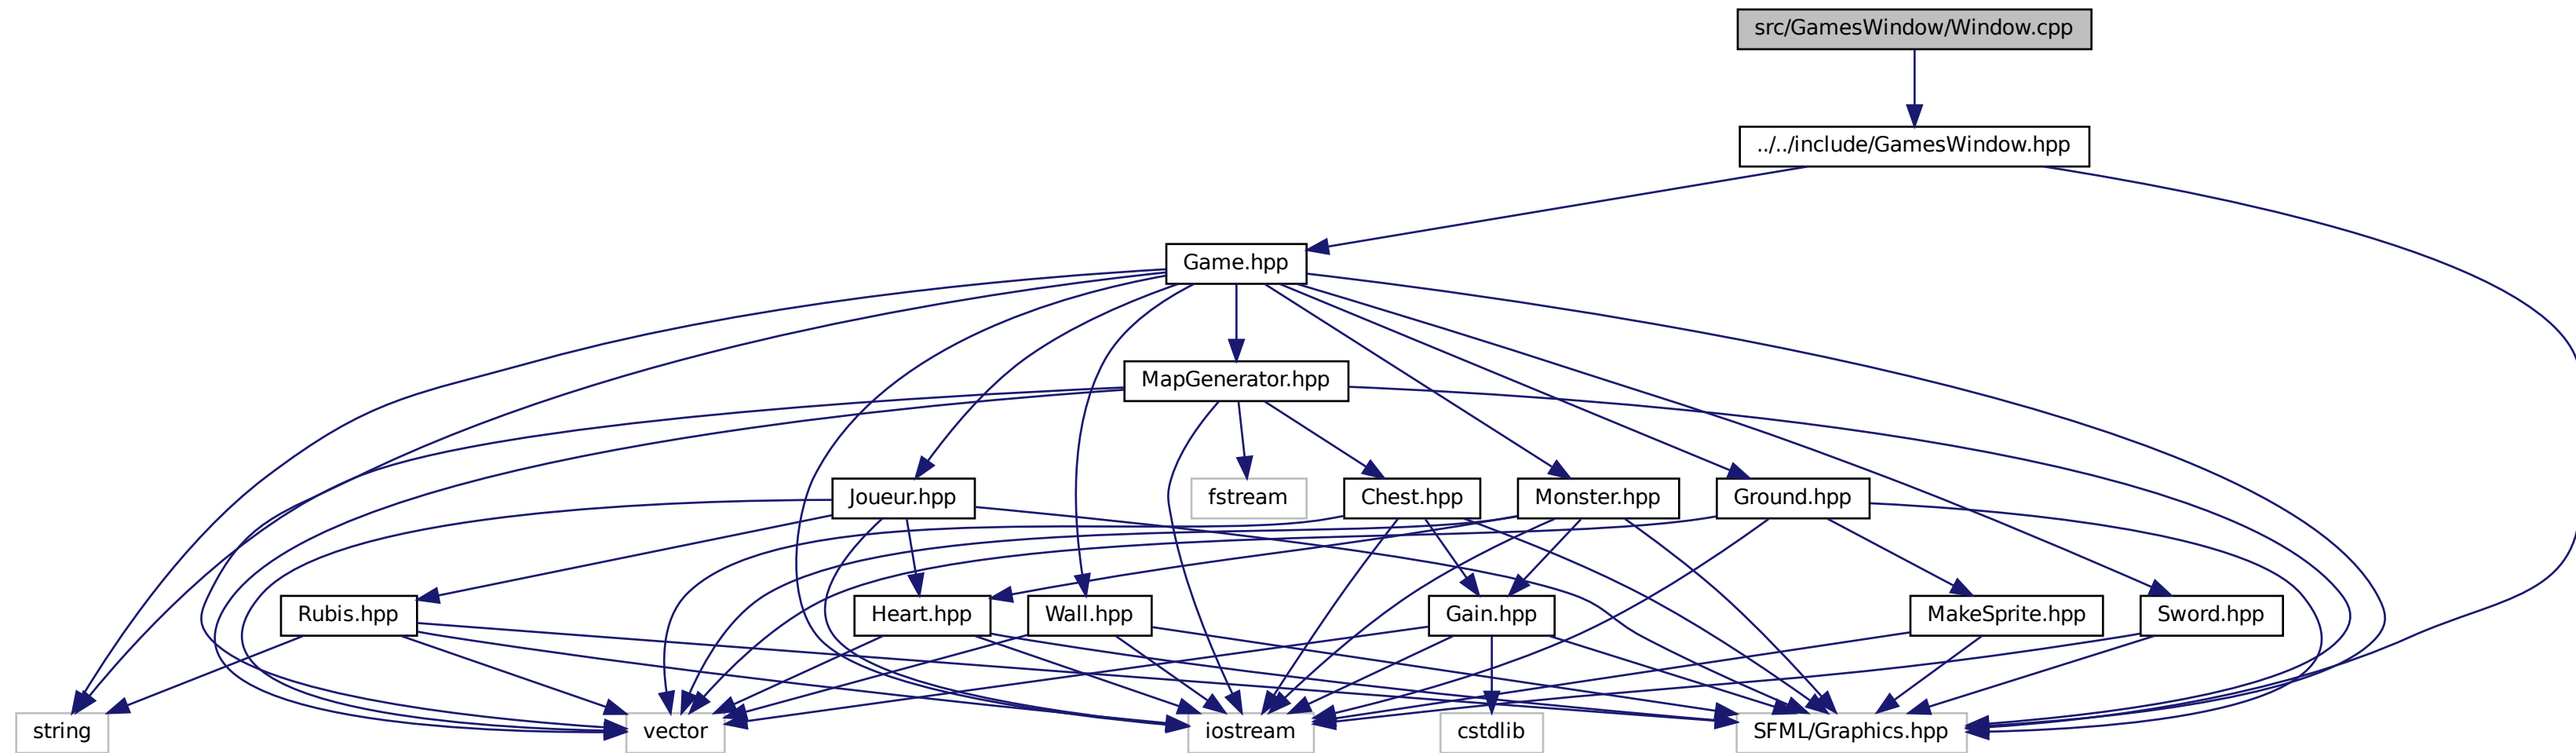 src/GamesWindow/Window.cpp
../../include/GamesWindow.hpp
Game.hpp
MapGenerator.hpp
Joueur.hpp
fstream
Chest.hpp
Monster.hpp
Ground.hpp
Rubis.hpp
Heart.hpp
Wall.hpp
Gain.hpp
MakeSprite.hpp
Sword.hpp
string
vector
iostream
cstdlib
SFML/Graphics.hpp